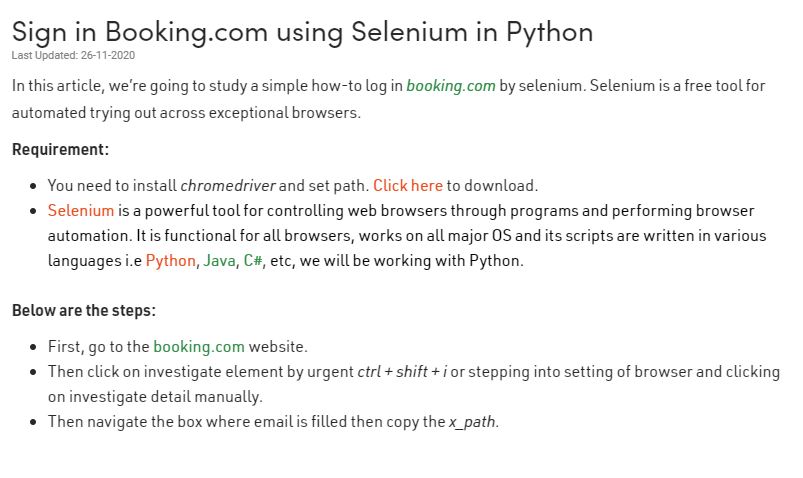 Sign in Booking.com using Selenium in Python
Last Updated: 26-11-2020
In this article, we're going to study a simple how-to log in booking.com by selenium. Selenium is a free tool for
automated trying out across exceptional browsers.
Requirement:
• You need to install chromedriver and set path. Click here to download.
• Selenium is a powerful tool for controlling web browsers through programs and performing browser
automation. It is functional for all browsers, works on all major OS and its scripts are written in various
languages i.e Python, Java, C#, etc, we will be working with Python.
Below are the steps:
• First, go to the booking.com website.
• Then click on investigate element by urgent ctrl + shift + i or stepping into setting of browser and clicking
on investigate detail manually.
• Then navigate the box where email is filled then copy the x_path.